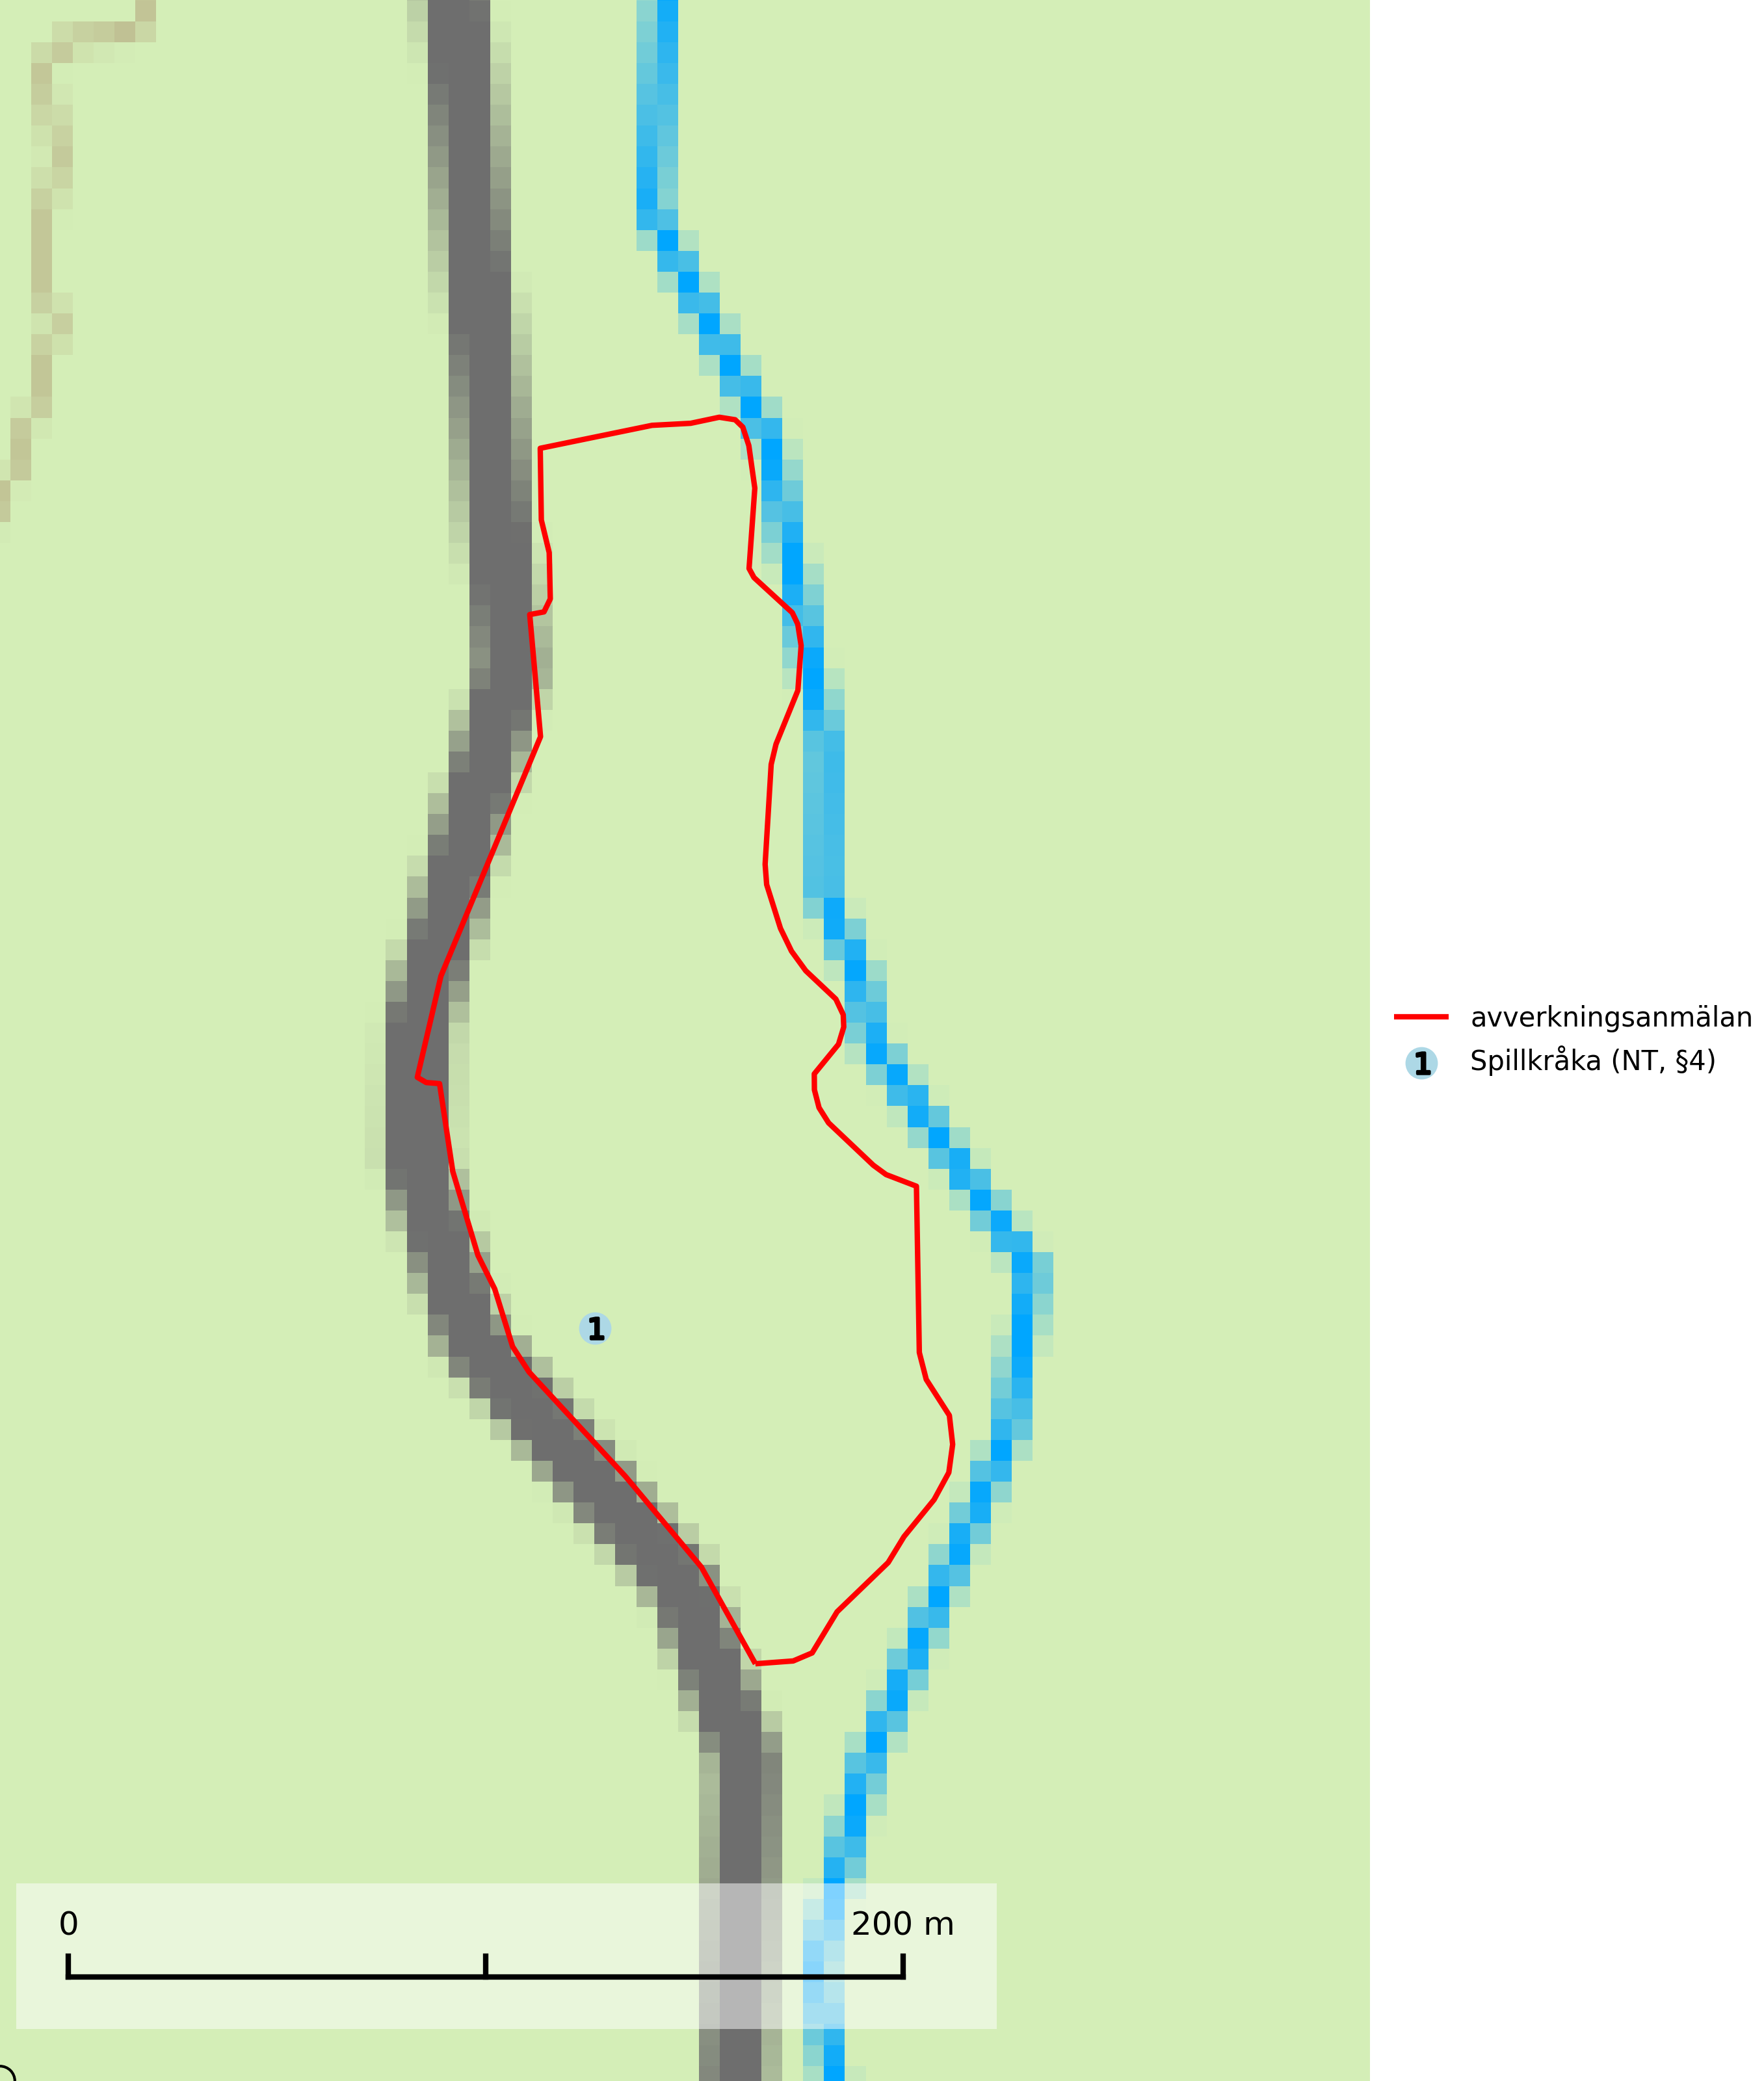 avverkningsanmälan
1 Spillkråka (NT, §4)
1
0 200 m